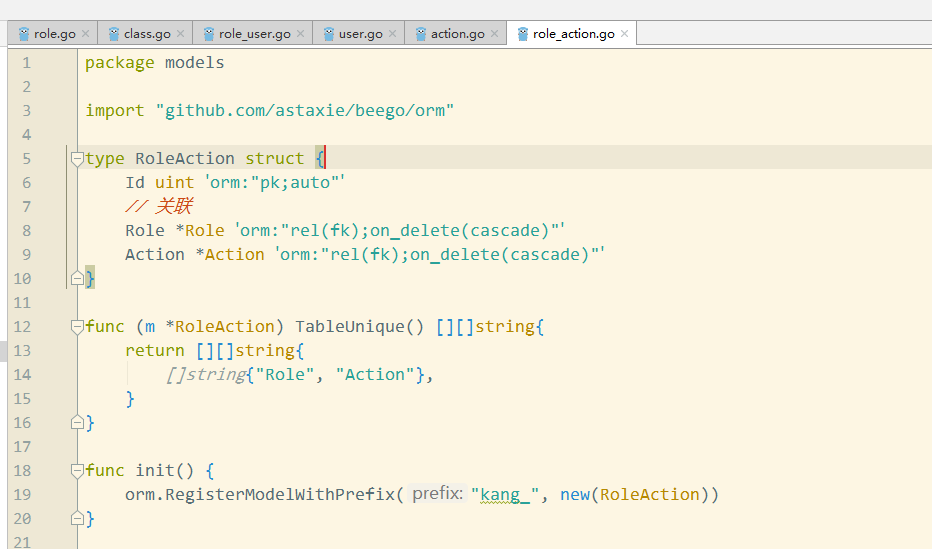 role.go class.go role_user.go user.go action.go role_action.go
1 package models
2
3 import "github.com/astaxie/beego/orm"
4
5 type RoleAction struct {
6 Id uint `orm:"pk;auto"`
7 // 关联
8 Role *Role `orm:"rel(fk);on_delete(cascade)"`
9 Action *Action `orm:"rel(fk);on_delete(cascade)"`
10 }
11
12 func (m *RoleAction) TableUnique() [][]string{
13 return [][]string{
14 []string{"Role", "Action"},
15 }
16 }
17
18 func init() {
19 orm.RegisterModelWithPrefix( prefix: "kang_", new(RoleAction))
20 }
21